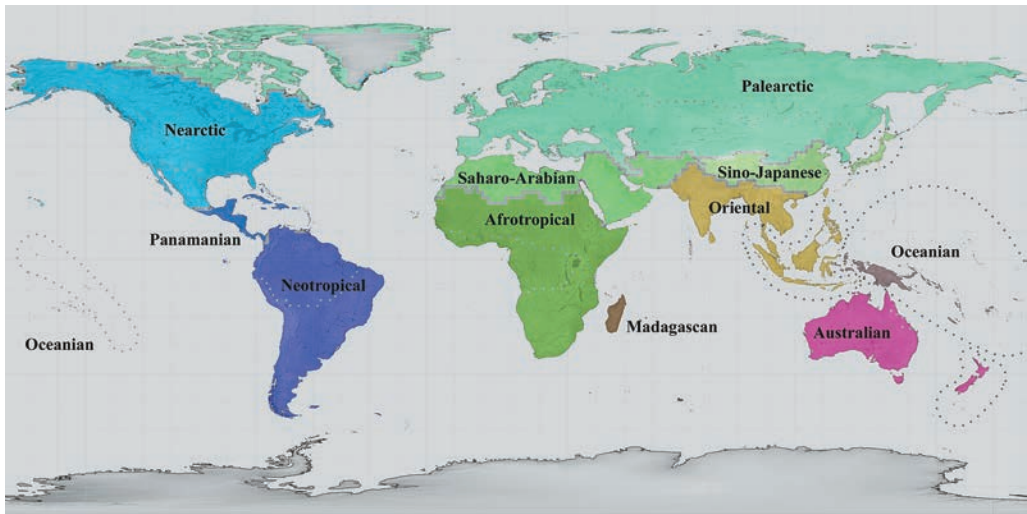 Palearctic
Nearctic
Saharo-Arabian
Sino-Japanese
Oriental
Afrotropical
Panamanian
Oceanian
Neotropical
Madagascan
Australian
Oceanian